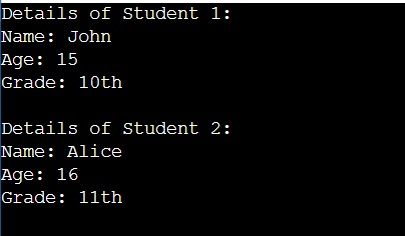 Details of Student 1:
Name: John
Age: 15
Grade: 10th
Details of Student 2:
Name: Alice
Age: 16
Grade: 11th